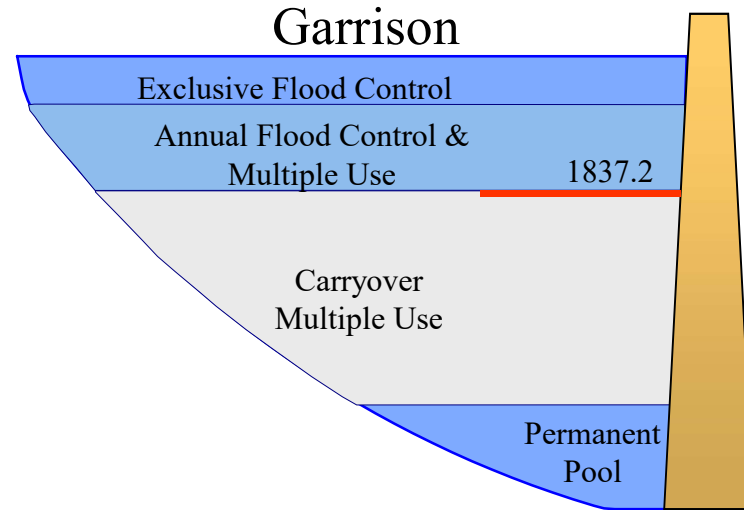 Garrison
Exclusive Flood Control
Annual Flood Control &
Multiple Use
1837.2
Carryover
Multiple Use
Permanent
Pool